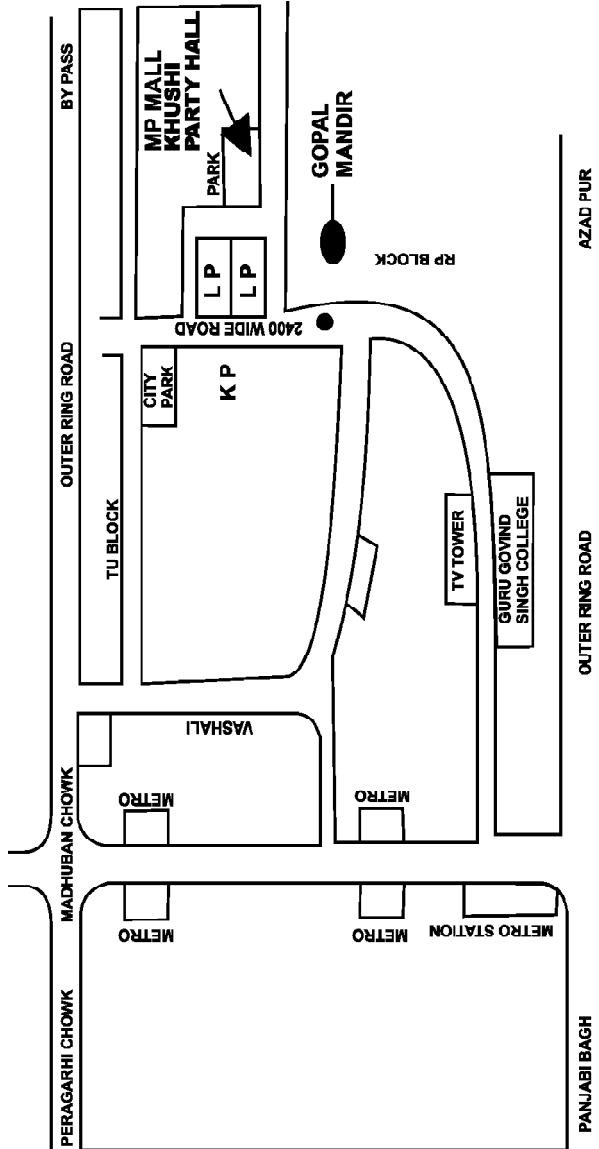 BY PASS
OUTER RING ROAD
MADHUBAN CHOWK
PERAGARHI CHOWK
MP MALL
KHUSHI
PARTY HALL
PARK
GOPAL
MANDIR
L P
L P
RP BLOCK
2400 WIDE ROAD
CITY
PARK
K P
TU BLOCK
TV TOWER
GURU GOVIND
SINGH COLLEGE
VASHALI
METRO
METRO
METRO
METRO
METRO STATION
AZAD PUR
OUTER RING ROAD
PANJABI BAGH